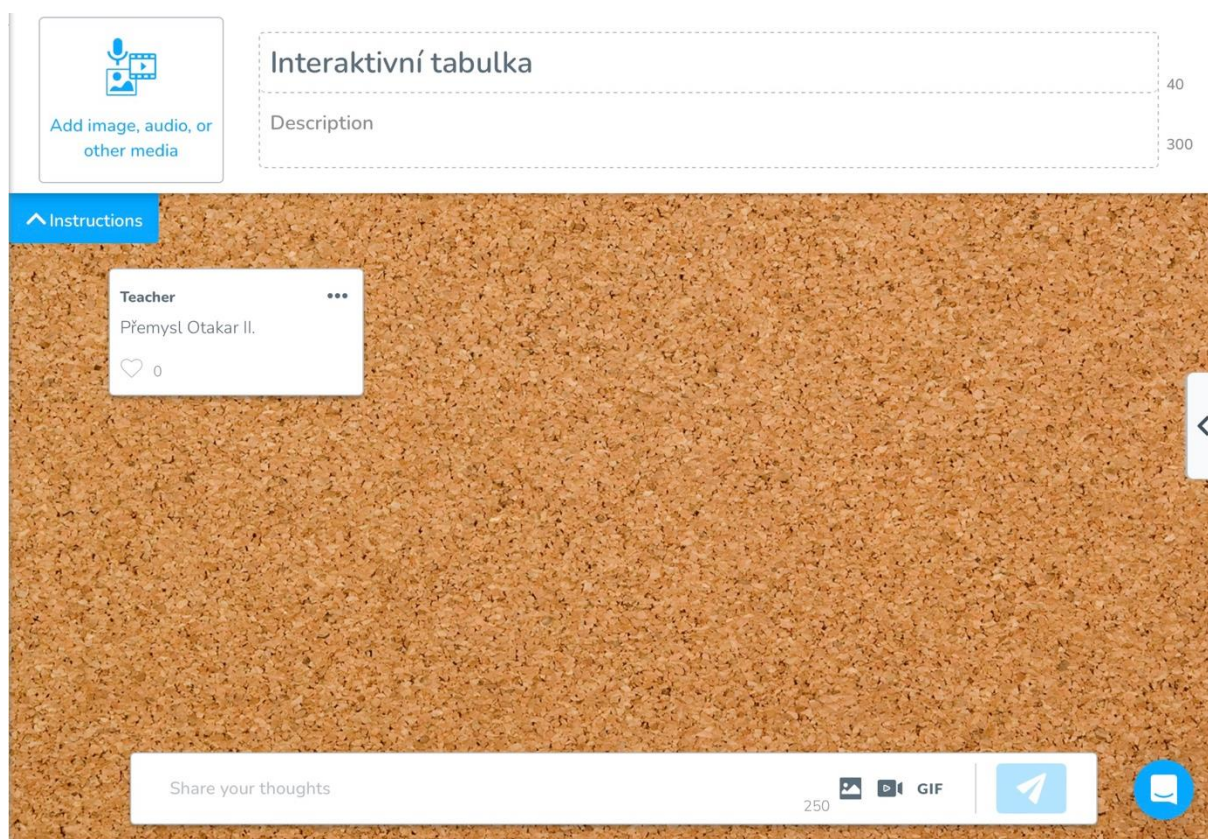 Add image, audio, or
other media
Interaktivní tabulka
40
Description
300
Instructions
Teacher
Přemysl Otakar II.
0
Share your thoughts
250
GIF